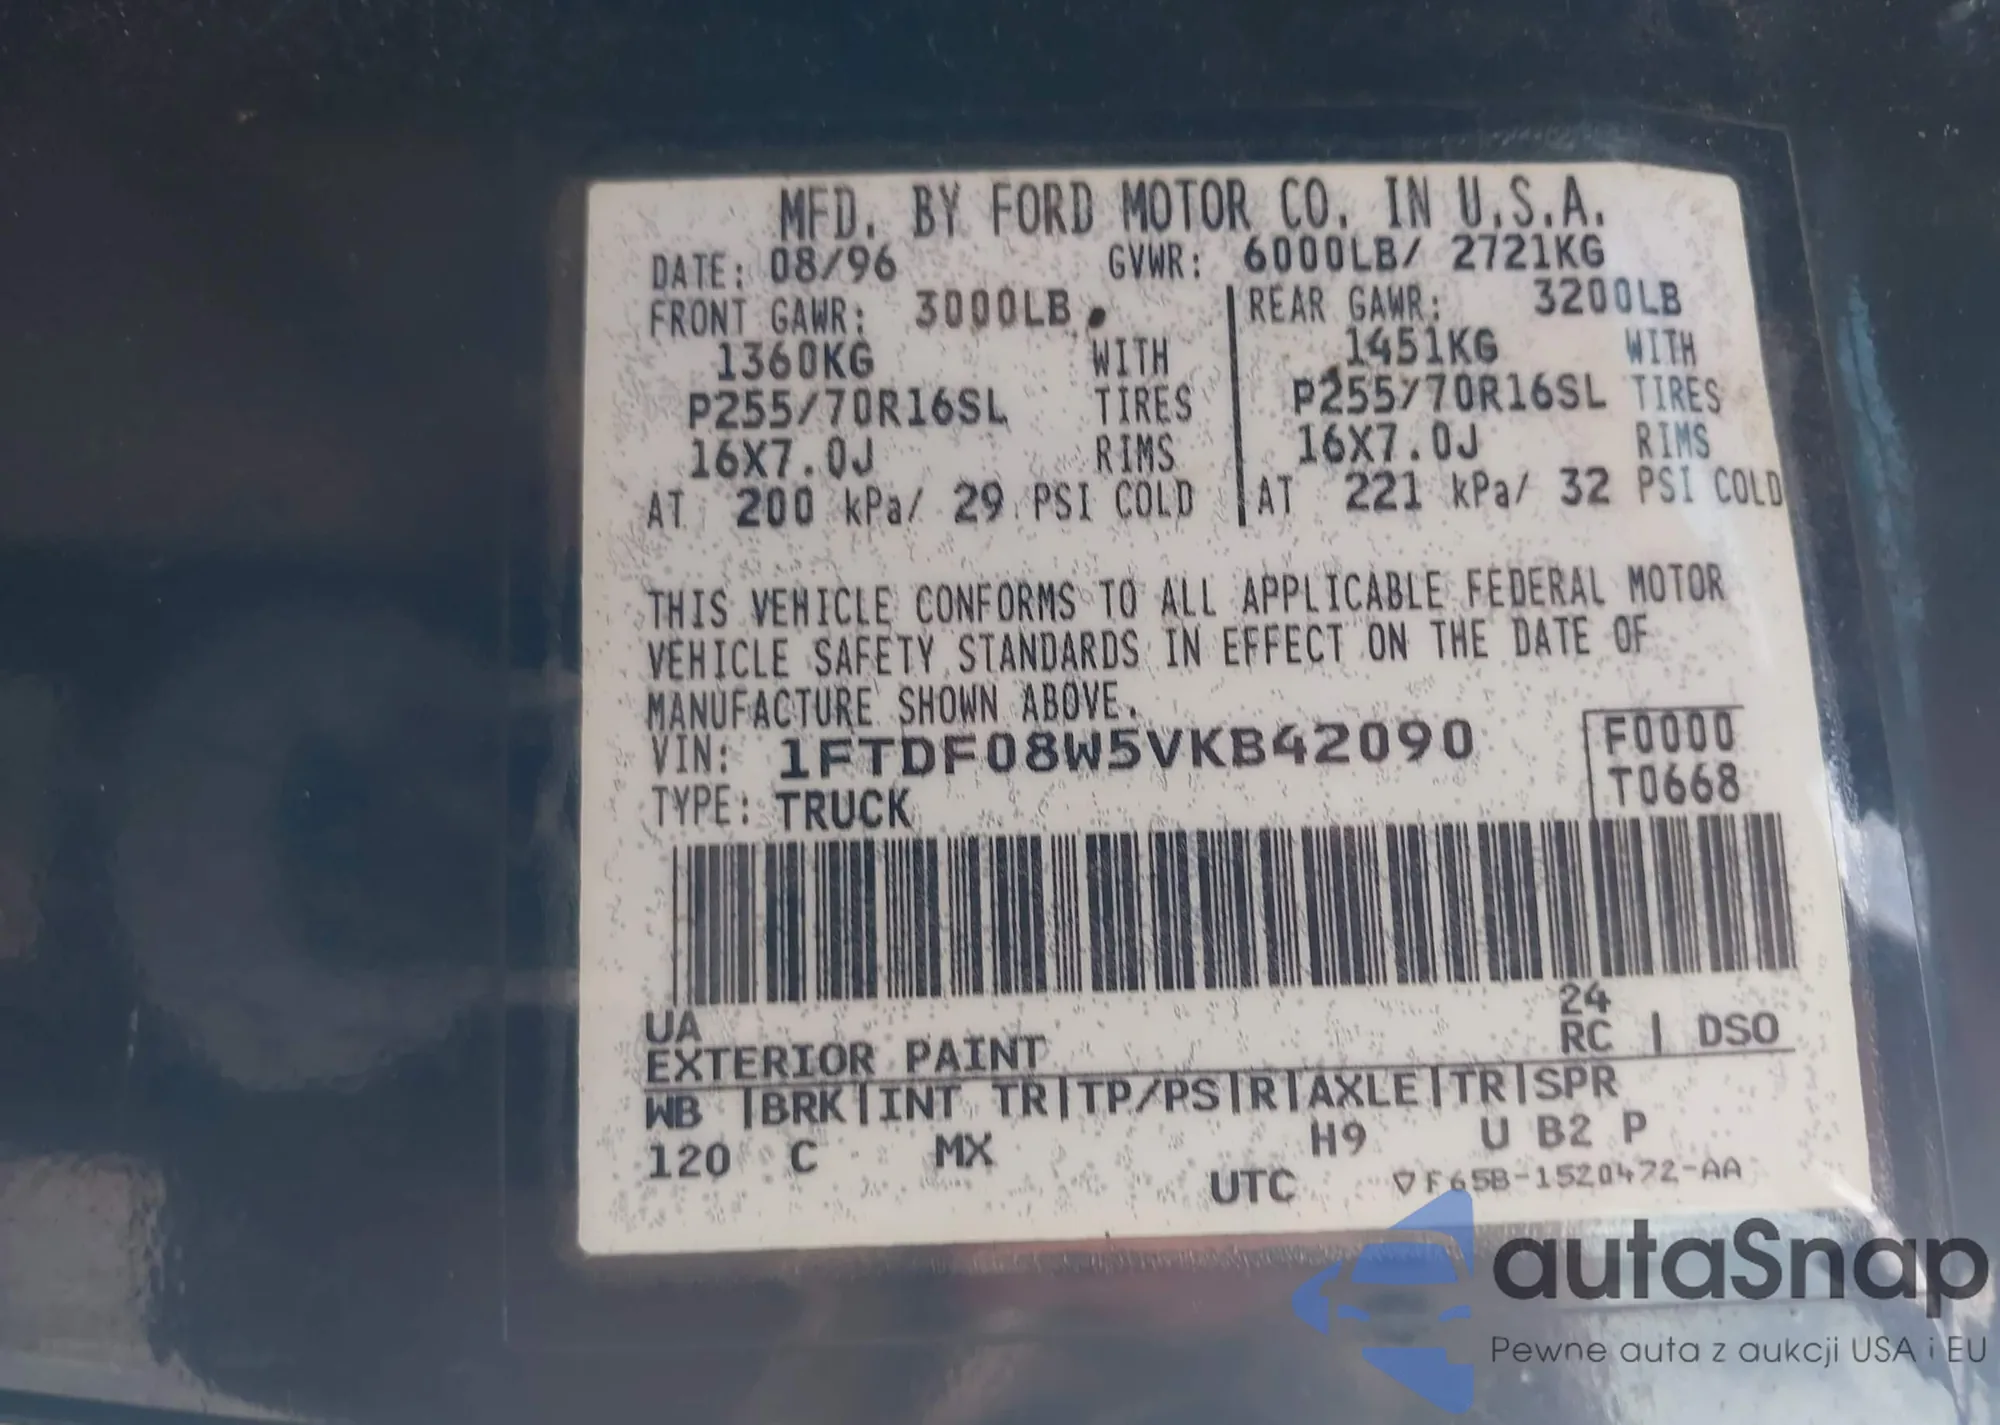 MFD. BY FORD MOTOR CO. IN U.S.A.
DATE: 08/96 GVWR: 6000LB/ 2721KG
FRONT GAWR: 3000LB REAR GAWR: 3200LB
1360KG WITH 1451KG WITH
P255/70R16SL TIRES P255/70R16SL TIRES
16X7.0J RIMS 16X7.0J RIMS
AT 200 kPa/ 29 PSI COLD AT 221 kPa/ 32 PSI COLD
THIS VEHICLE CONFORMS TO ALL APPLICABLE FEDERAL MOTOR
VEHICLE SAFETY STANDARDS IN EFFECT ON THE DATE OF
MANUFACTURE SHOWN ABOVE.
VIN: 1FTDF08W5VKB42090 F0000
TYPE: TRUCK T0668
UA 24
EXTERIOR PAINT RC | DSO
WB |BRK|INT TR|TP/PS|R|AXLE|TR|SPR
120 C MX H9 U B2 P
UTC ▽F65B-1520472-AA
autaSnap
Pewne auta z aukcji USA i EU